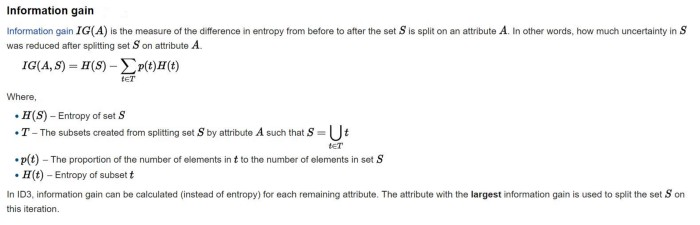 Information gain
Information gain IG(A) is the measure of the difference in entropy from before to after the set S is split on an attribute A. In other words, how much uncertainty in S
was reduced after splitting set S on attribute A.
IG(A, S) = H(S) − ∑ p(t)H(t)
t∈T
Where,
• H(S) – Entropy of set S
• T – The subsets created from splitting set S by attribute A such that S = ⋃ t
t∈T
• p(t) – The proportion of the number of elements in t to the number of elements in set S
• H(t) – Entropy of subset t
In ID3, information gain can be calculated (instead of entropy) for each remaining attribute. The attribute with the largest information gain is used to split the set S on
this iteration.